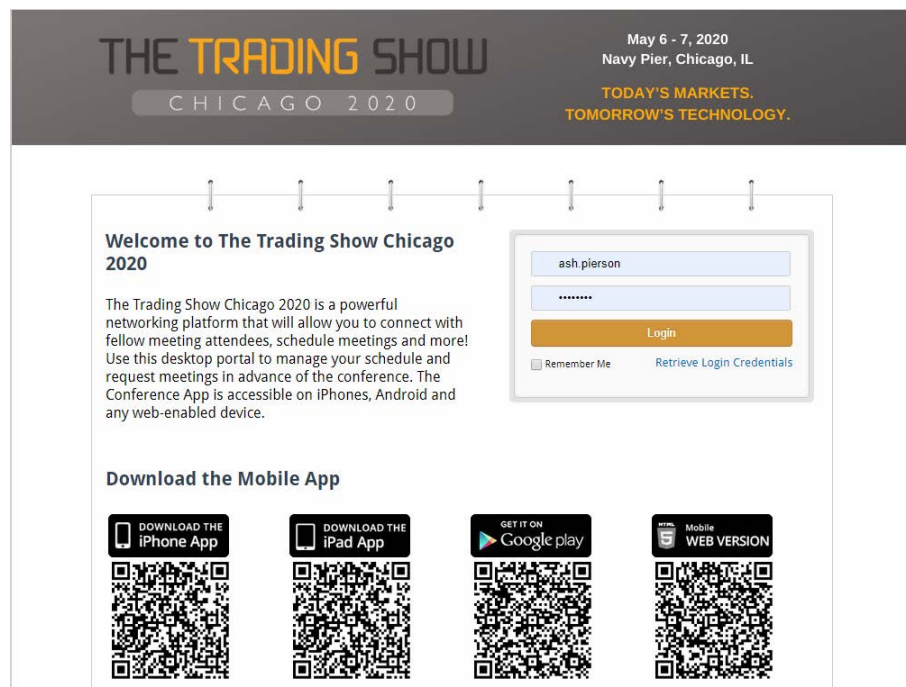 THE TRADING SHOW
CHICAGO 2020
May 6 - 7, 2020
Navy Pier, Chicago, IL
TODAY'S MARKETS.
TOMORROW'S TECHNOLOGY.
Welcome to The Trading Show Chicago
2020
The Trading Show Chicago 2020 is a powerful
networking platform that will allow you to connect with
fellow meeting attendees, schedule meetings and more!
Use this desktop portal to manage your schedule and
request meetings in advance of the conference. The
Conference App is accessible on iPhones, Android and
any web-enabled device.
ash.pierson
••••••••
Login
Remember Me
Retrieve Login Credentials
Download the Mobile App
DOWNLOAD THE
iPhone App
DOWNLOAD THE
iPad App
GET IT ON
Google play
HTML
5
Mobile
WEB VERSION